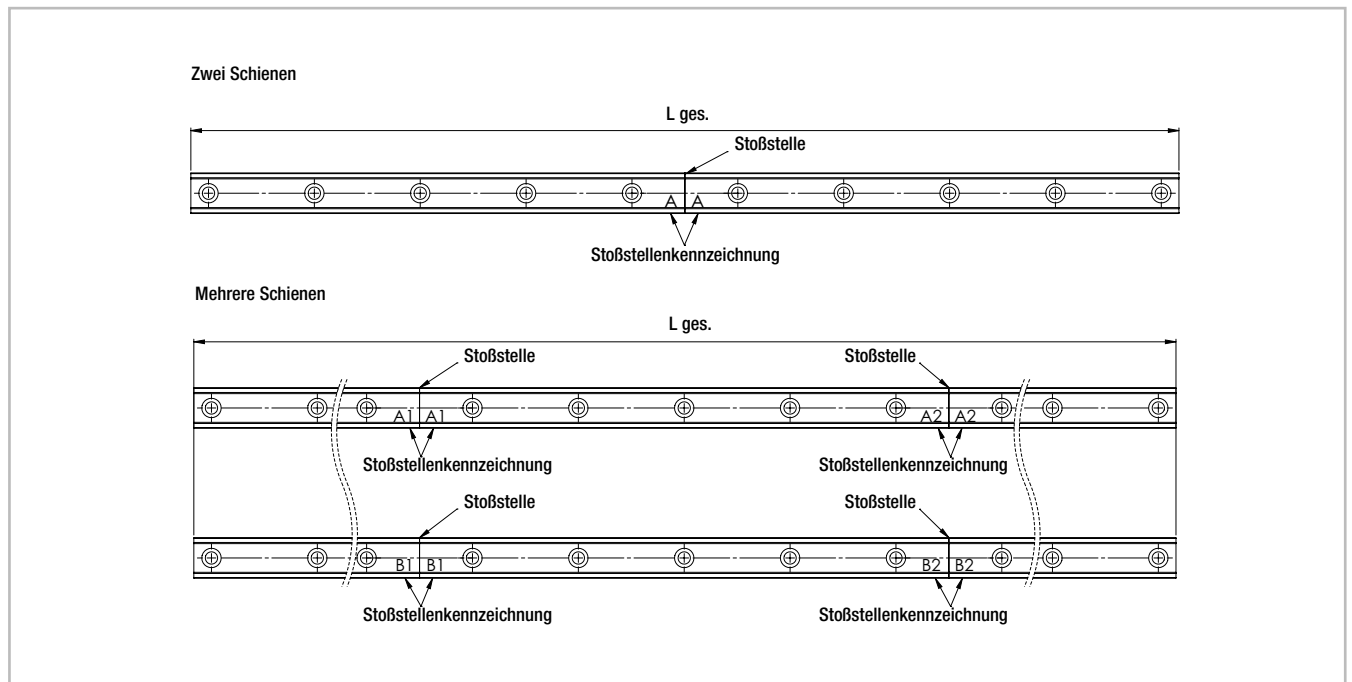 Zwei Schienen
L ges.
Stoßstelle
A A
Stoßstellenkennzeichnung
Mehrere Schienen
L ges.
Stoßstelle Stoßstelle
A1 A1 A2 A2
Stoßstellenkennzeichnung Stoßstellenkennzeichnung
Stoßstelle Stoßstelle
B1 B1 B2 B2
Stoßstellenkennzeichnung Stoßstellenkennzeichnung